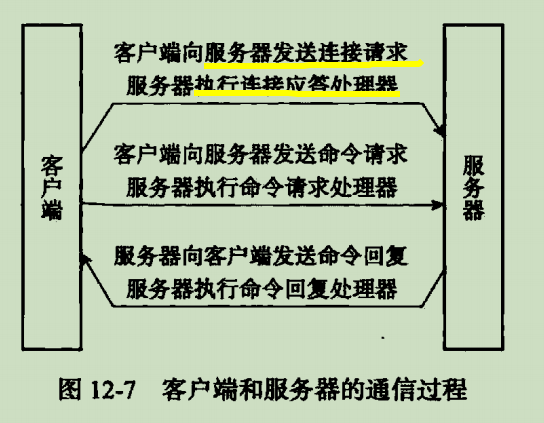 客户端向服务器发送连接请求
服务器执行连接应答处理器
客户端向服务器发送命令请求
服务器执行命令请求处理器
服务器向客户端发送命令回复
服务器执行命令回复处理器
客户端
服务器
图 12-7 客户端和服务器的通信过程